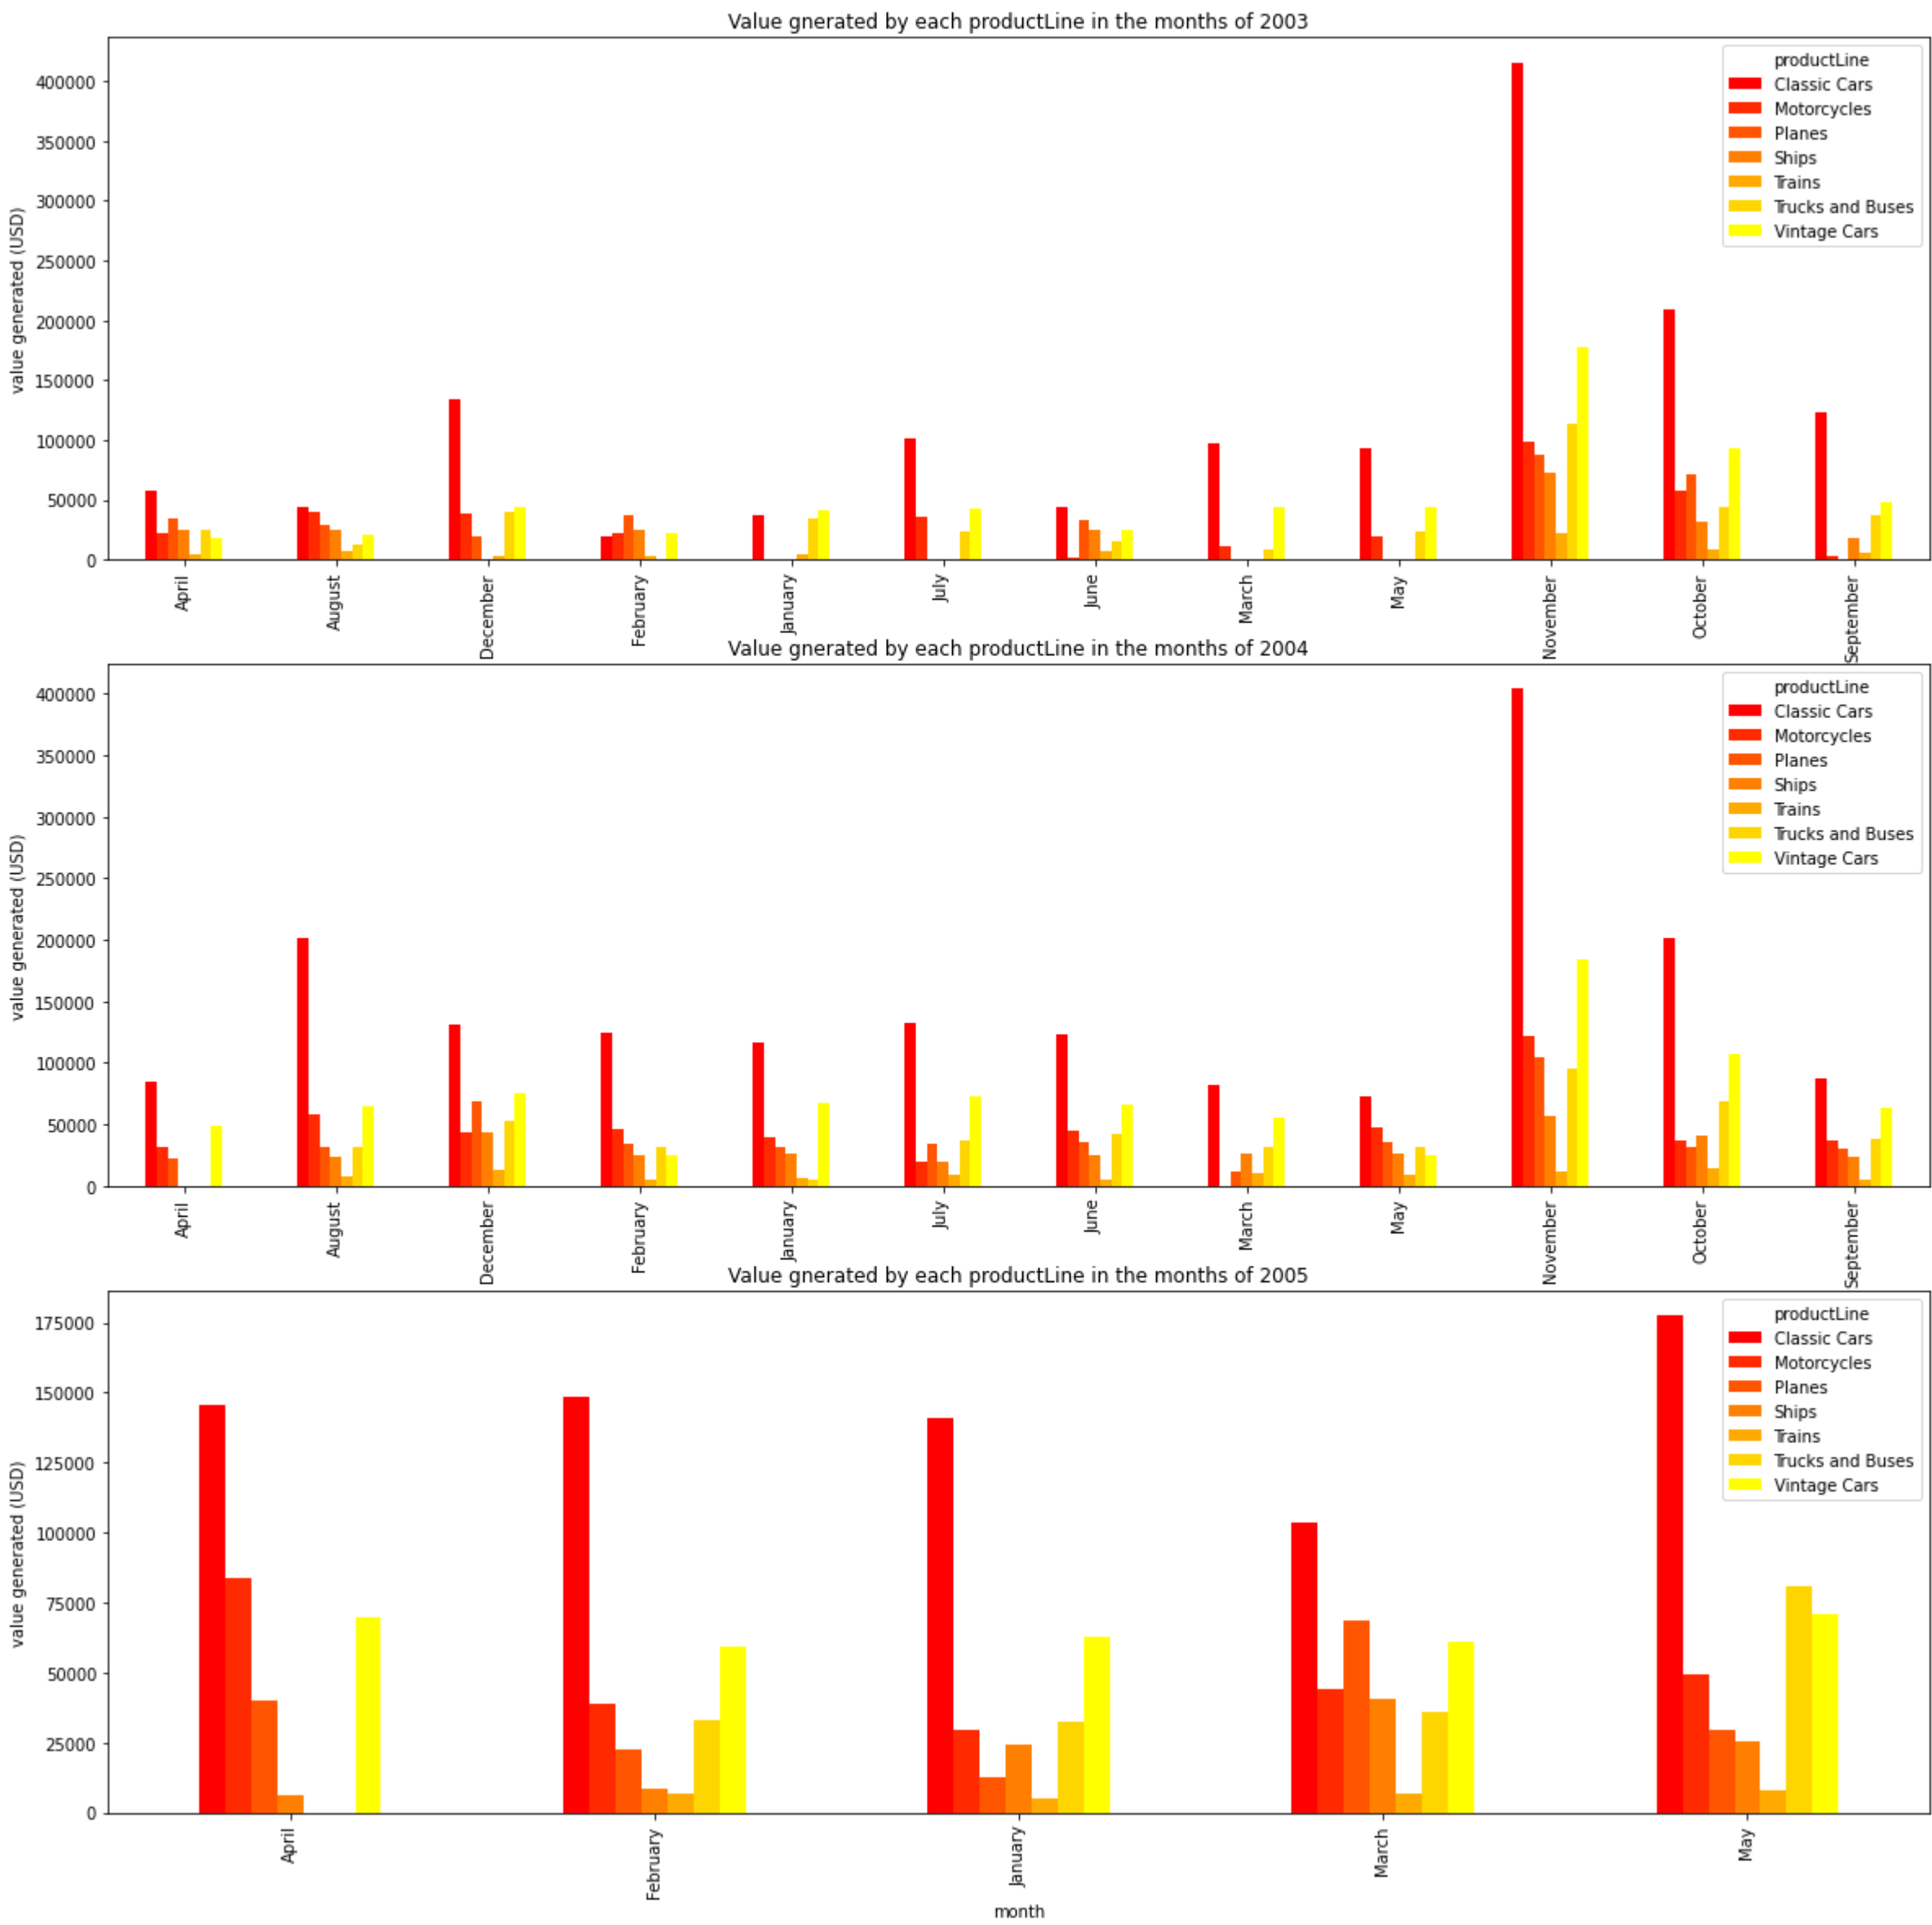 Value gnerated by each productLine in the months of 2003
value generated (USD)
400000
350000
300000
250000
200000
150000
100000
50000
0
productLine
Classic Cars
Motorcycles
Planes
Ships
Trains
Trucks and Buses
Vintage Cars
April
August
December
February
January
July
June
March
May
November
October
September
Value gnerated by each productLine in the months of 2004
value generated (USD)
400000
350000
300000
250000
200000
150000
100000
50000
0
productLine
Classic Cars
Motorcycles
Planes
Ships
Trains
Trucks and Buses
Vintage Cars
April
August
December
February
January
July
June
March
May
November
October
September
Value gnerated by each productLine in the months of 2005
value generated (USD)
175000
150000
125000
100000
75000
50000
25000
0
productLine
Classic Cars
Motorcycles
Planes
Ships
Trains
Trucks and Buses
Vintage Cars
April
February
January
March
May
month